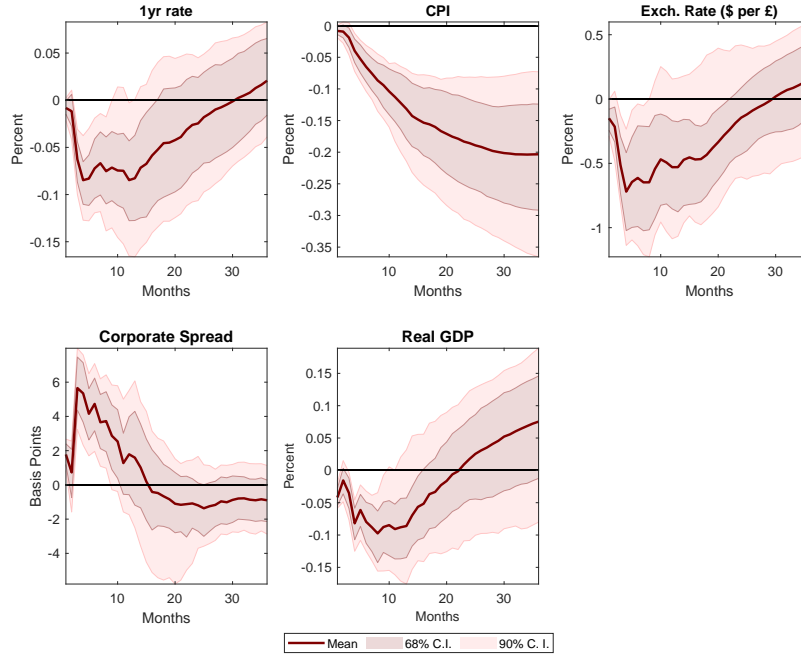 1yr rate
0.05
0
-0.05
-0.1
-0.15
Percent
10 20 30
Months
CPI
0
-0.05
-0.1
-0.15
-0.2
-0.25
-0.3
-0.35
Percent
10 20 30
Months
Exch. Rate ($ per £)
0.5
0
-0.5
-1
Percent
10 20 30
Months
Corporate Spread
6
4
2
0
-2
-4
Basis Points
10 20 30
Months
Real GDP
0.15
0.1
0.05
0
-0.05
-0.1
-0.15
Percent
10 20 30
Months
Mean 68% C.I. 90% C. I.